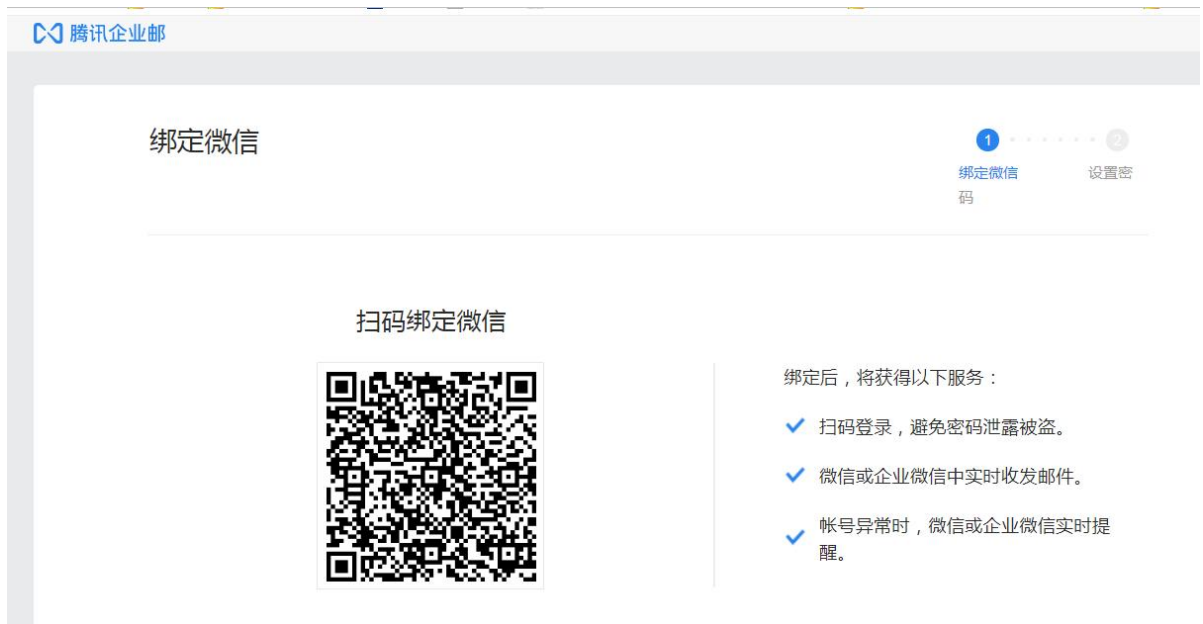 腾讯企业邮
绑定微信
1 2
绑定微信 设置密
码
扫码绑定微信
绑定后，将获得以下服务：
扫码登录，避免密码泄露被盗。
微信或企业微信中实时收发邮件。
帐号异常时，微信或企业微信实时提
醒。